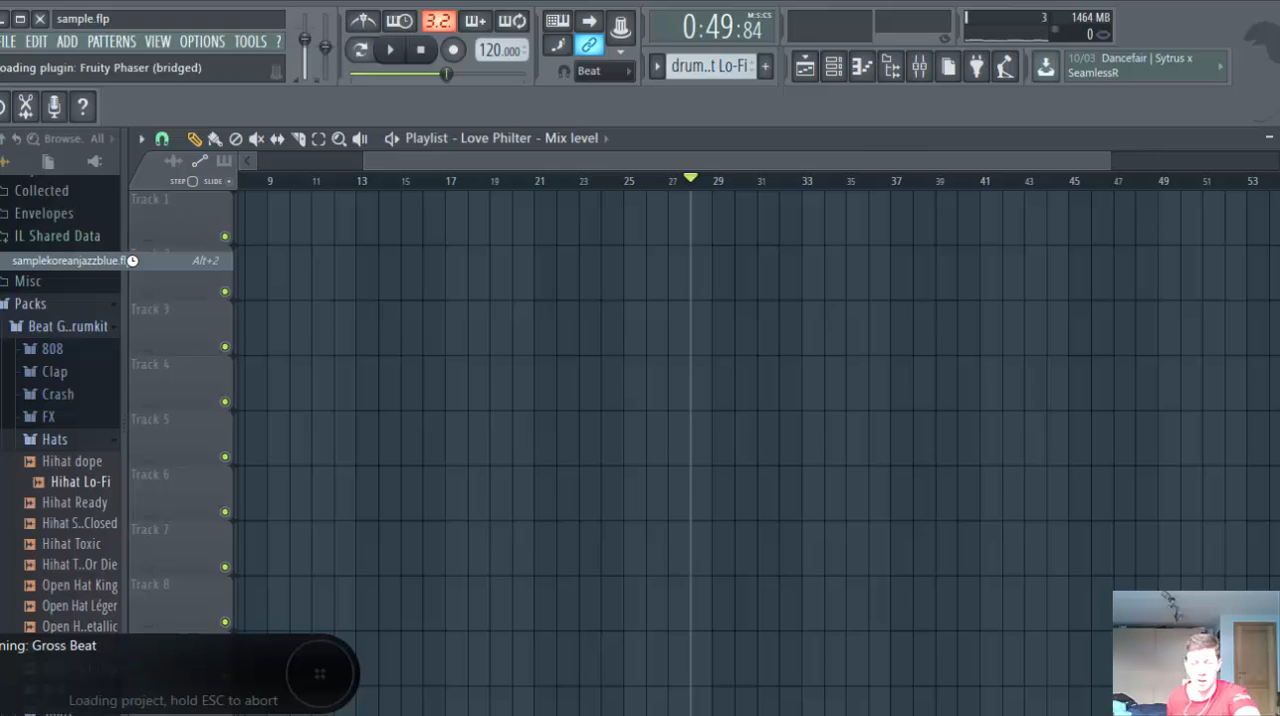 sample.flp
FILE EDIT ADD PATTERNS VIEW OPTIONS TOOLS ?
oading plugin: Fruity Phaser (bridged)
3.2.
120.000
Beat
0:49:84
M:S:CS
drum..t Lo-Fi
3
1464 MB
0
10/03 Dancefair | Sytrus x
SeamlessR
?
Browse.. All
Playlist - Love Philter - Mix level
STEP SLIDE
9 11 13 15 17 19 21 23 25 27 29 31 33 35 37 39 41 43 45 47 49 51 53
Collected
Envelopes
IL Shared Data
samplekoreanjazzblue.fl Alt+2
Misc
Packs
Beat G..rumkit
808
Clap
Crash
FX
Hats
Hihat dope
Hihat Lo-Fi
Hihat Ready
Hihat S..Closed
Hihat Toxic
Hihat T..Or Die
Open Hat King
Open Hat Léger
Open H..etallic
Track 1
Track 3
Track 4
Track 5
Track 6
Track 7
Track 8
ning: Gross Beat
Loading project, hold ESC to abort